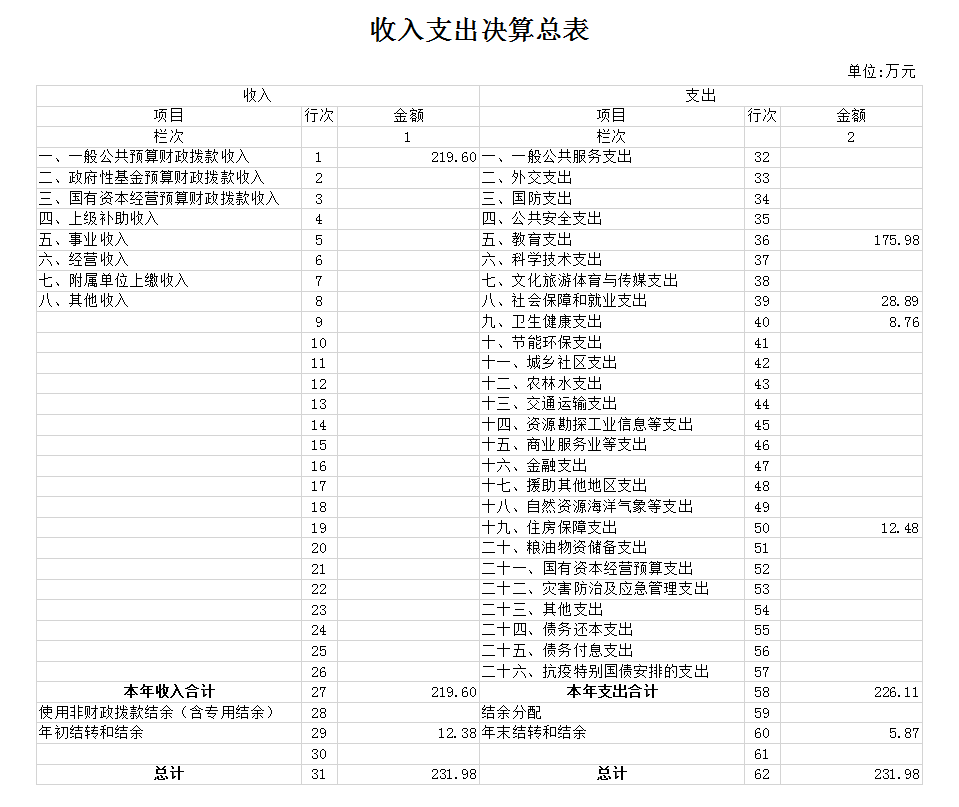 收入支出决算总表
单位:万元
收入 支出
项目 行次 金额 项目 行次 金额
栏次 1 栏次 2
一、一般公共预算财政拨款收入 1 219.60 一、一般公共服务支出 32
二、政府性基金预算财政拨款收入 2 二、外交支出 33
三、国有资本经营预算财政拨款收入 3 三、国防支出 34
四、上级补助收入 4 四、公共安全支出 35
五、事业收入 5 五、教育支出 36 175.98
六、经营收入 6 六、科学技术支出 37
七、附属单位上缴收入 7 七、文化旅游体育与传媒支出 38
八、其他收入 8 八、社会保障和就业支出 39 28.89
9 九、卫生健康支出 40 8.76
10 十、节能环保支出 41
11 十一、城乡社区支出 42
12 十二、农林水支出 43
13 十三、交通运输支出 44
14 十四、资源勘探工业信息等支出 45
15 十五、商业服务业等支出 46
16 十六、金融支出 47
17 十七、援助其他地区支出 48
18 十八、自然资源海洋气象等支出 49
19 十九、住房保障支出 50 12.48
20 二十、粮油物资储备支出 51
21 二十一、国有资本经营预算支出 52
22 二十二、灾害防治及应急管理支出 53
23 二十三、其他支出 54
24 二十四、债务还本支出 55
25 二十五、债务付息支出 56
26 二十六、抗疫特别国债安排的支出 57
本年收入合计 27 219.60 本年支出合计 58 226.11
使用非财政拨款结余（含专用结余） 28 结余分配 59
年初结转和结余 29 12.38 年末结转和结余 60 5.87
30 61
总计 31 231.98 总计 62 231.98